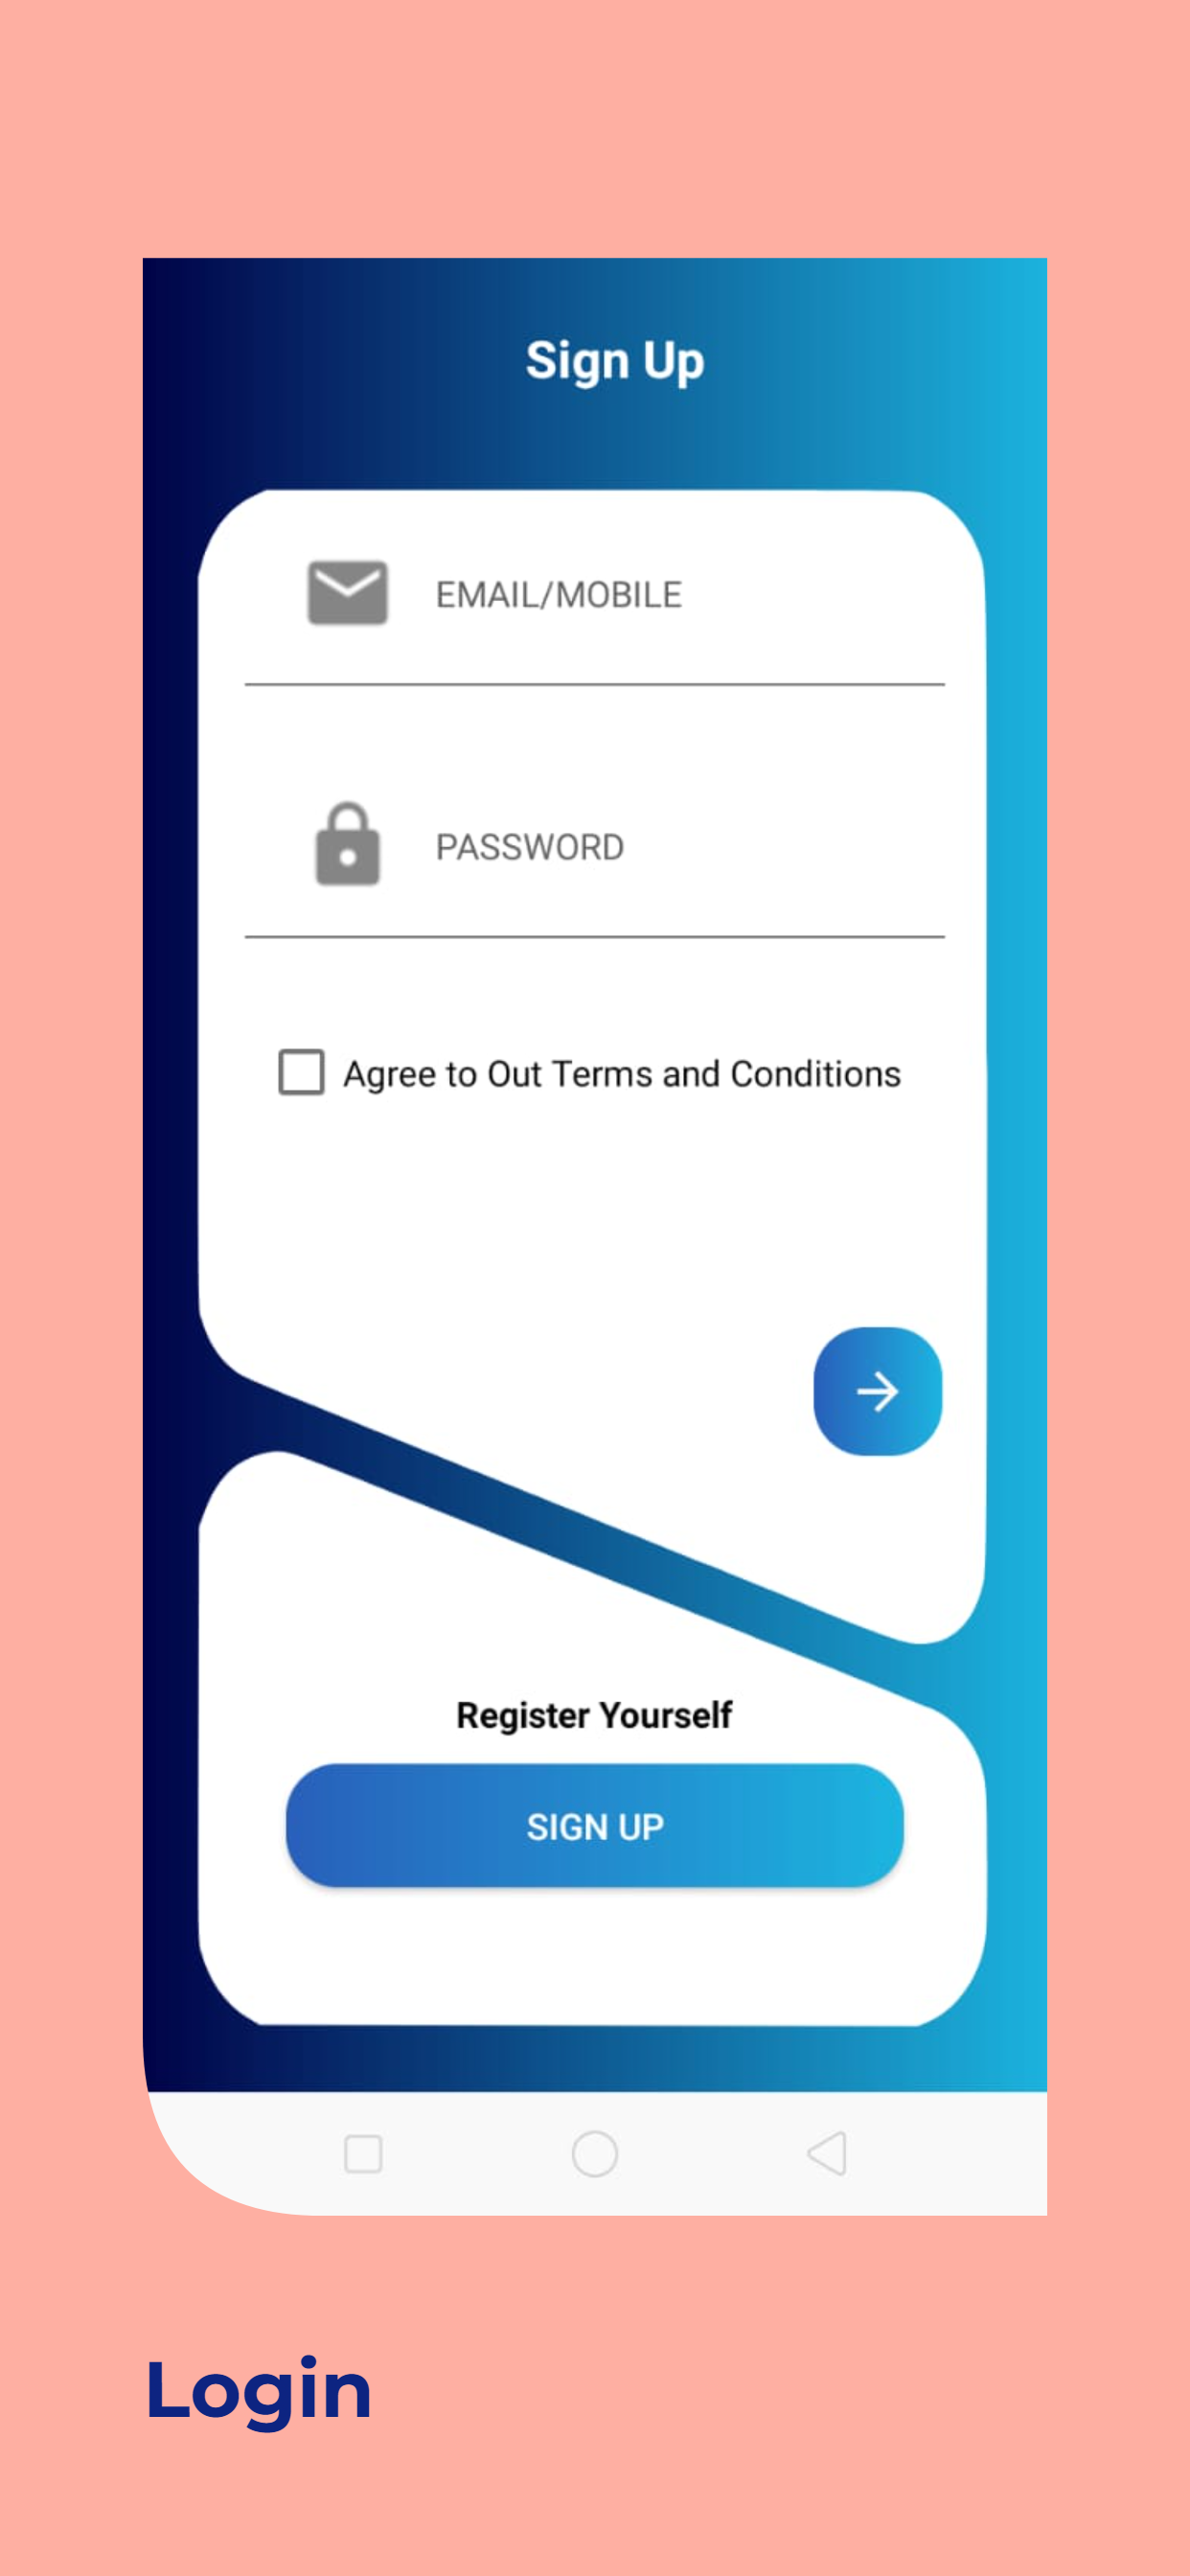 Sign Up
EMAIL/MOBILE
PASSWORD
Agree to Out Terms and Conditions
Register Yourself
SIGN UP
Login